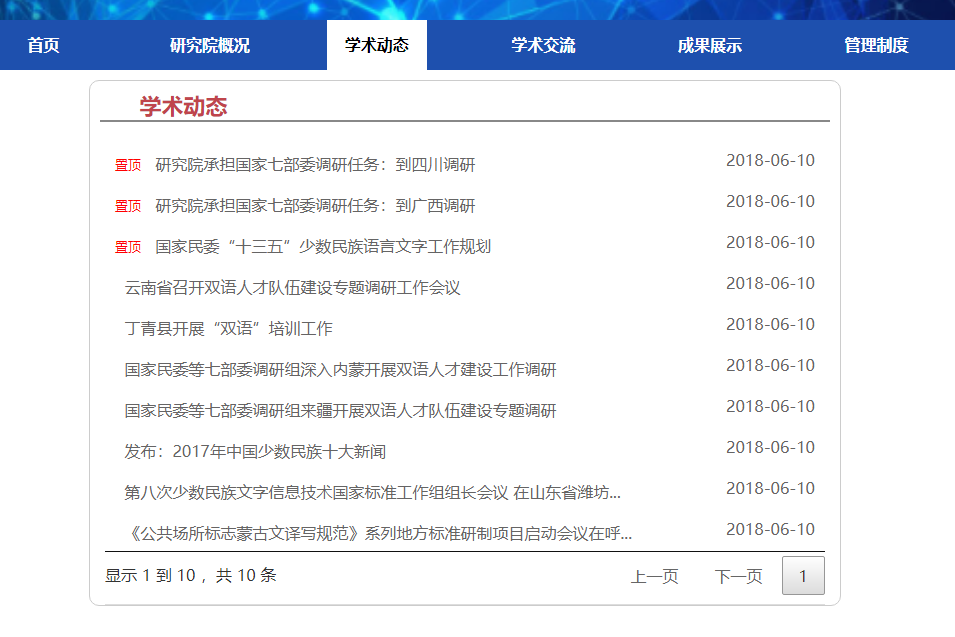 首页 研究院概况 学术动态 学术交流 成果展示 管理制度
学术动态
置顶 研究院承担国家七部委调研任务：到四川调研 2018-06-10
置顶 研究院承担国家七部委调研任务：到广西调研 2018-06-10
置顶 国家民委“十三五”少数民族语言文字工作规划 2018-06-10
云南省召开双语人才队伍建设专题调研工作会议 2018-06-10
丁青县开展“双语”培训工作 2018-06-10
国家民委等七部委调研组深入内蒙开展双语人才建设工作调研 2018-06-10
国家民委等七部委调研组来疆开展双语人才队伍建设专题调研 2018-06-10
发布：2017年中国少数民族十大新闻 2018-06-10
第八次少数民族文字信息技术国家标准工作组组长会议 在山东省潍坊... 2018-06-10
《公共场所标志蒙古文译写规范》系列地方标准研制项目启动会议在呼... 2018-06-10
显示 1 到 10 ，共 10 条 上一页 下一页 1